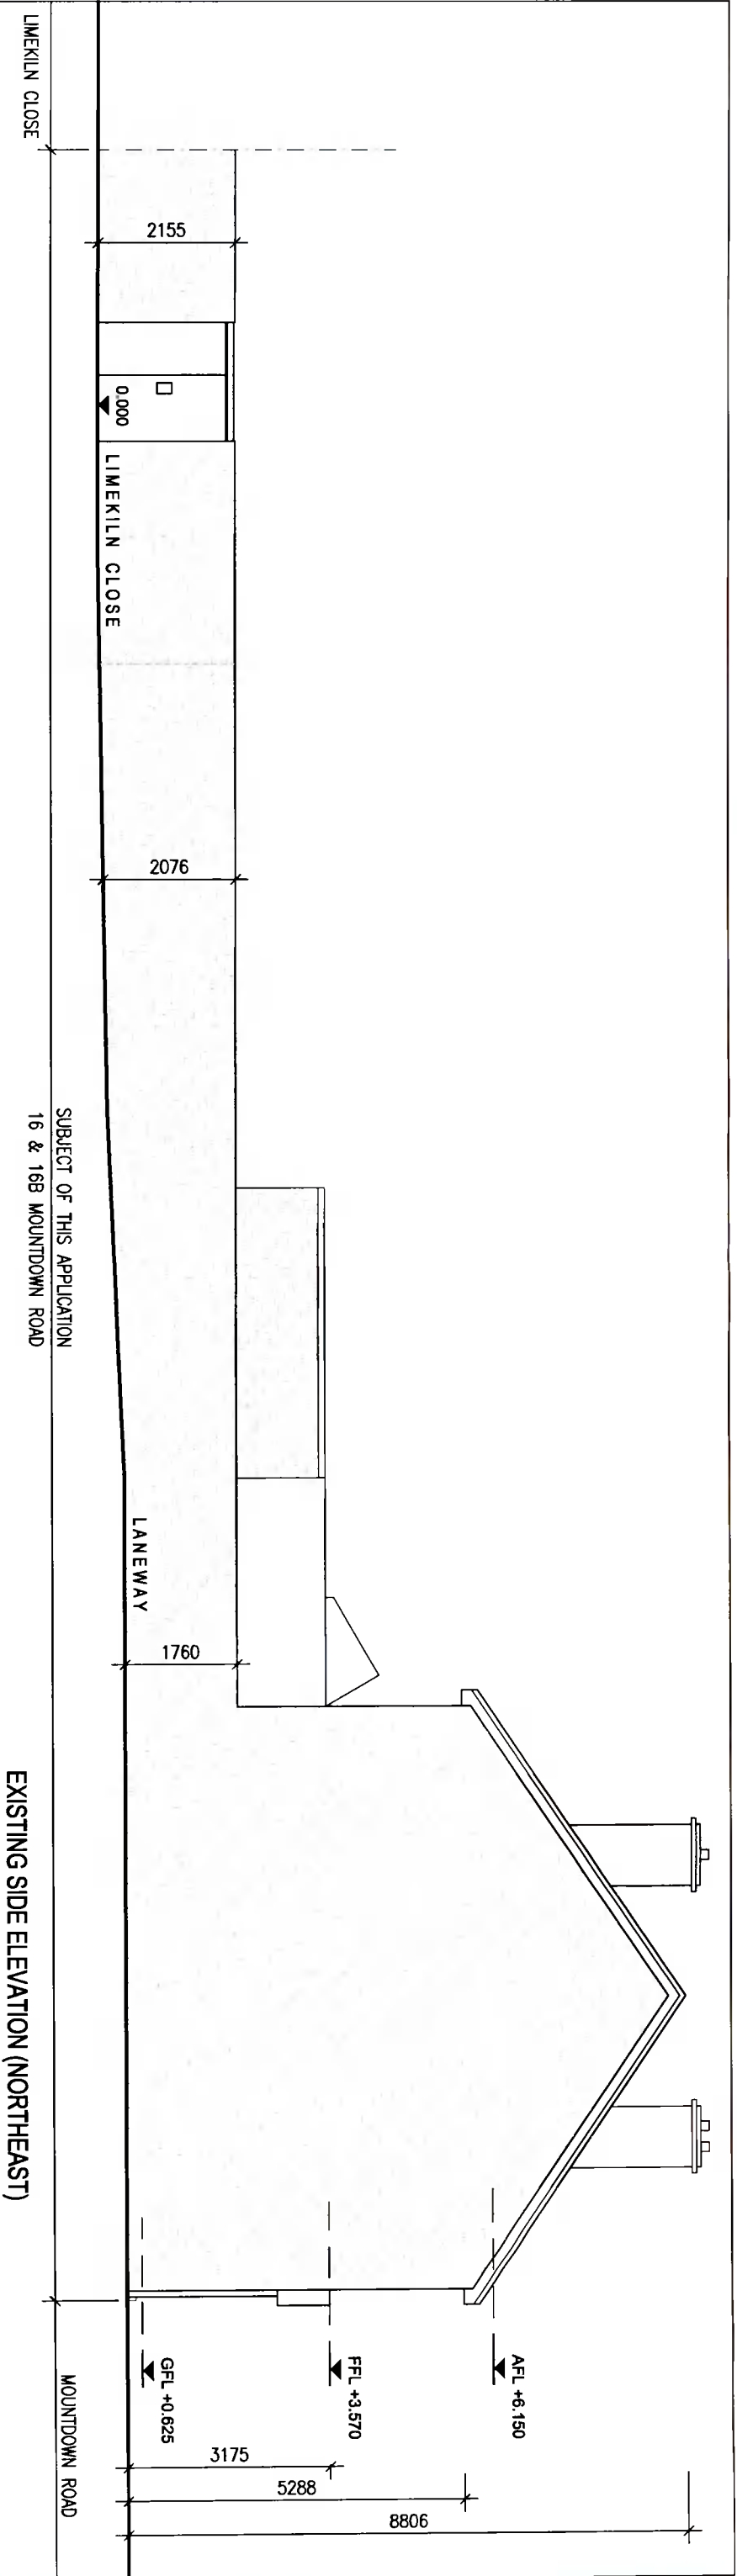 LIMEKILN CLOSE
2155
0.000
LIMEKILN CLOSE
2076
SUBJECT OF THIS APPLICATION
16 & 16B MOUNTDOWN ROAD
LANEWAY
1760
EXISTING SIDE ELEVATION (NORTHEAST)
AFL +6.150
FFL +3.570
GFL +0.625
MOUNTDOWN ROAD
3175
5288
8806